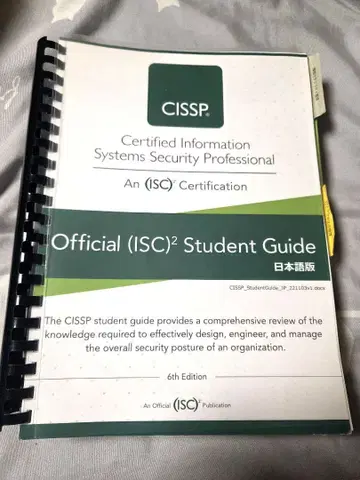 CISSP®
Certified Information
Systems Security Professional
An (ISC)² Certification
Official (ISC)² Student Guide
日本語版
CISSP_StudentGuide_JP_221103v1.docx
The CISSP student guide provides a comprehensive review of the
knowledge required to effectively design, engineer, and manage
the overall security posture of an organization.
6th Edition
An Official (ISC)² Publication